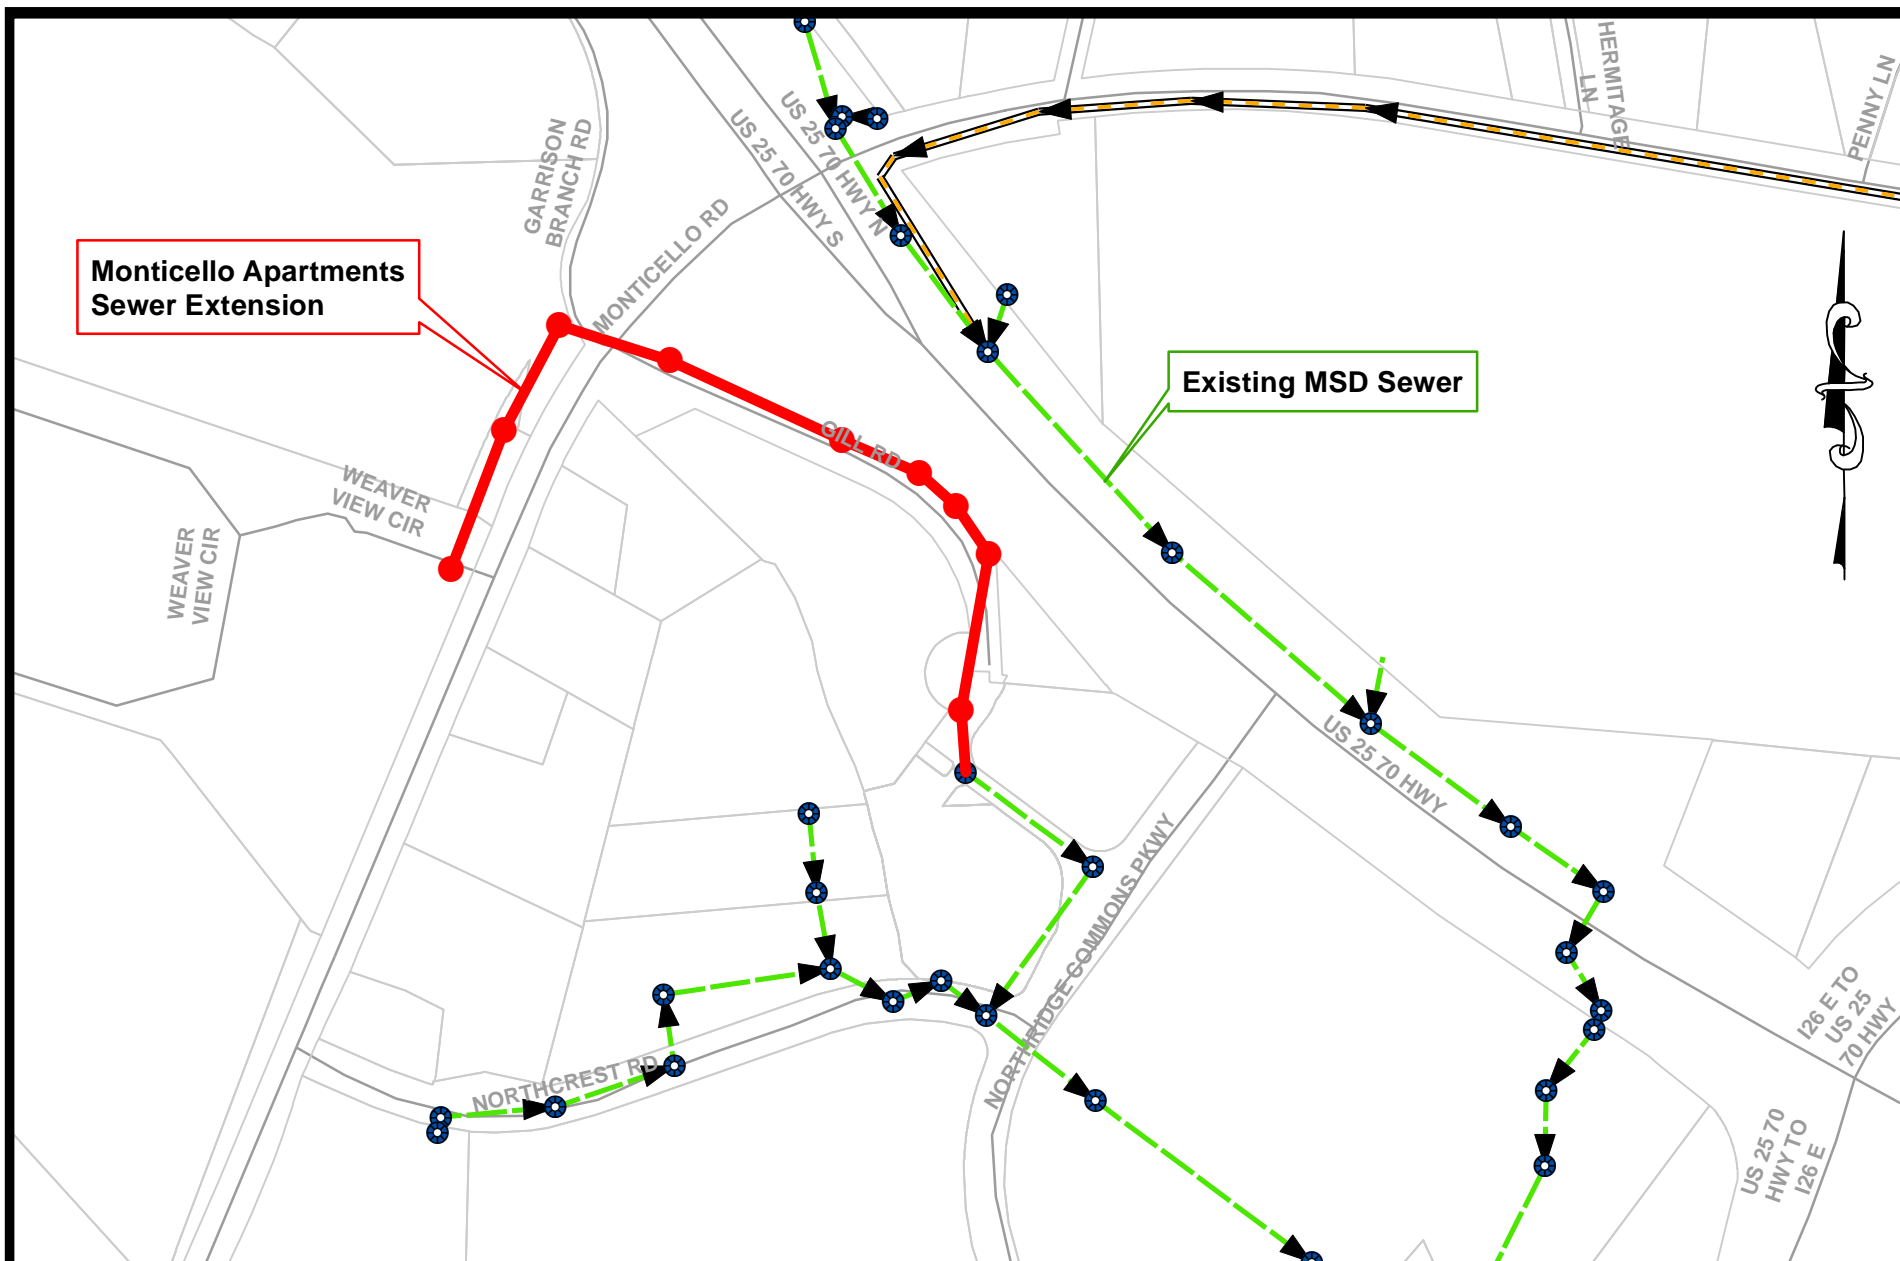 HERMITAGE
LN
PENNY LN
US 25 70 HWY N
US 25 70 HWY S
GARRISON
BRANCH RD
MONTICELLO RD
Monticello Apartments
Sewer Extension
Existing MSD Sewer
GILL RD
WEAVER
VIEW CIR
WEAVER
VIEW CIR
US 25 70 HWY
NORTHRIDGE COMMONS PKWY
I26 E TO
US 25
70 HWY
NORTHCREST RD
US 25 70
HWY TO
I26 E